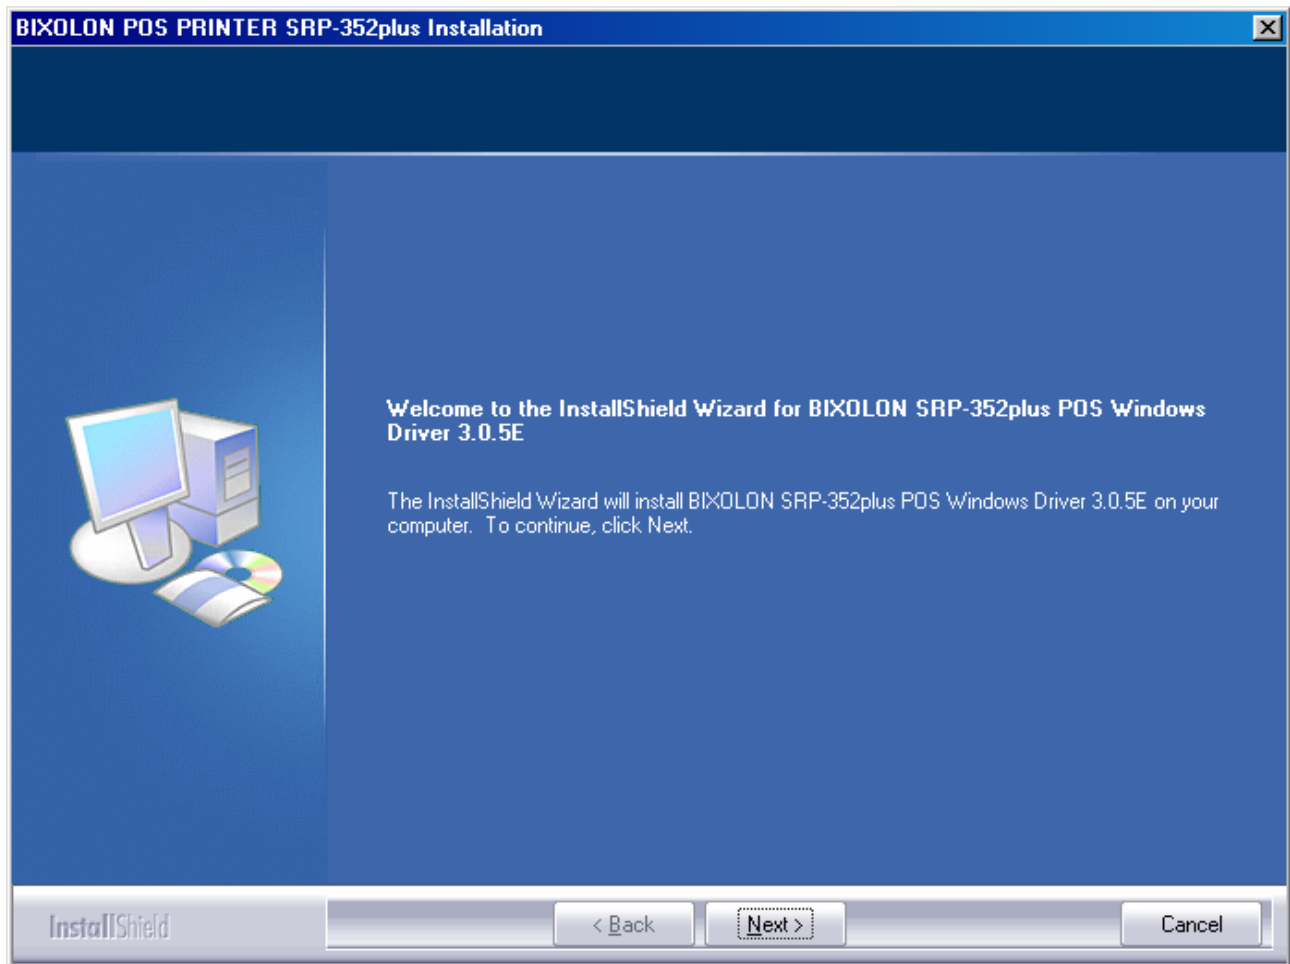 BIXOLON POS PRINTER SRP-352plus Installation
Welcome to the InstallShield Wizard for BIXOLON SRP-352plus POS Windows
Driver 3.0.5E
The InstallShield Wizard will install BIXOLON SRP-352plus POS Windows Driver 3.0.5E on your
computer.  To continue, click Next.
InstallShield
< Back
Next >
Cancel